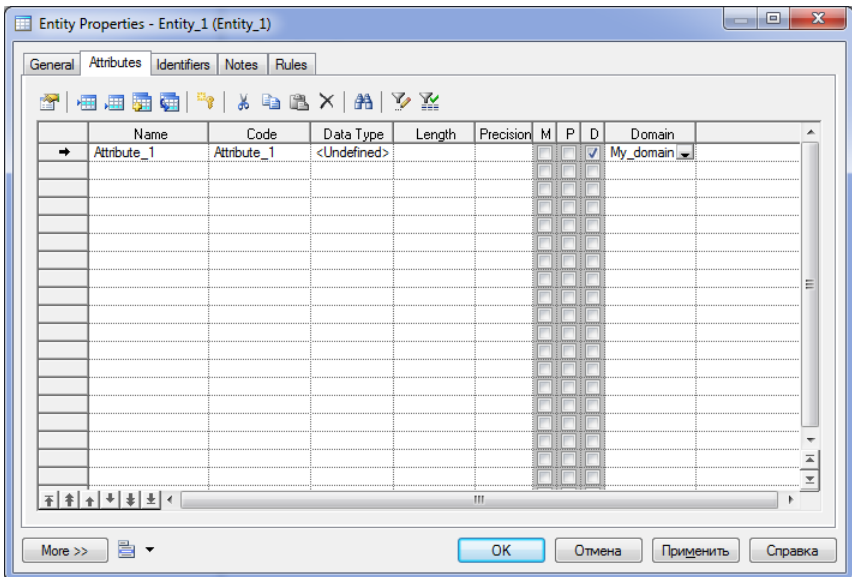 Entity Properties - Entity_1 (Entity_1)
General Attributes Identifiers Notes Rules
Name Code Data Type Length Precision M P D Domain
Attribute_1 Attribute_1 <Undefined> My_domain
More >> OK Отмена Применить Справка